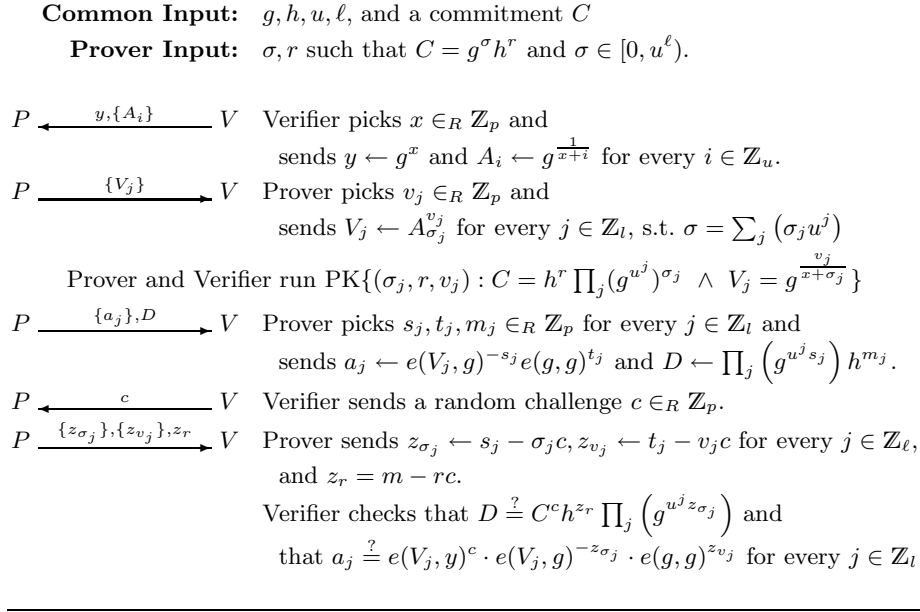 Common Input: g, h, u, ℓ, and a commitment C
Prover Input: σ, r such that C = g^σ h^r and σ ∈ [0, u^ℓ).
P ←(y,{A_i}) V Verifier picks x ∈_R ℤ_p and
sends y ← g^x and A_i ← g^{1/(x+i)} for every i ∈ ℤ_u.
P →({V_j}) V Prover picks v_j ∈_R ℤ_p and
sends V_j ← A_{σ_j}^{v_j} for every j ∈ ℤ_l, s.t. σ = ∑_j (σ_j u^j)
Prover and Verifier run PK{(σ_j, r, v_j) : C = h^r ∏_j (g^{u^j})^{σ_j} ∧ V_j = g^{v_j/(x+σ_j)}}
P →({a_j},D) V Prover picks s_j, t_j, m_j ∈_R ℤ_p for every j ∈ ℤ_l and
sends a_j ← e(V_j, g)^{−s_j} e(g, g)^{t_j} and D ← ∏_j (g^{u^j s_j}) h^{m_j}.
P ←(c) V Verifier sends a random challenge c ∈_R ℤ_p.
P →({z_{σ_j}},{z_{v_j}},z_r) V Prover sends z_{σ_j} ← s_j − σ_j c, z_{v_j} ← t_j − v_j c for every j ∈ ℤ_ℓ,
and z_r = m − rc.
Verifier checks that D ≟ C^c h^{z_r} ∏_j (g^{u^j z_{σ_j}}) and
that a_j ≟ e(V_j, y)^c · e(V_j, g)^{−z_{σ_j}} · e(g, g)^{z_{v_j}} for every j ∈ ℤ_l